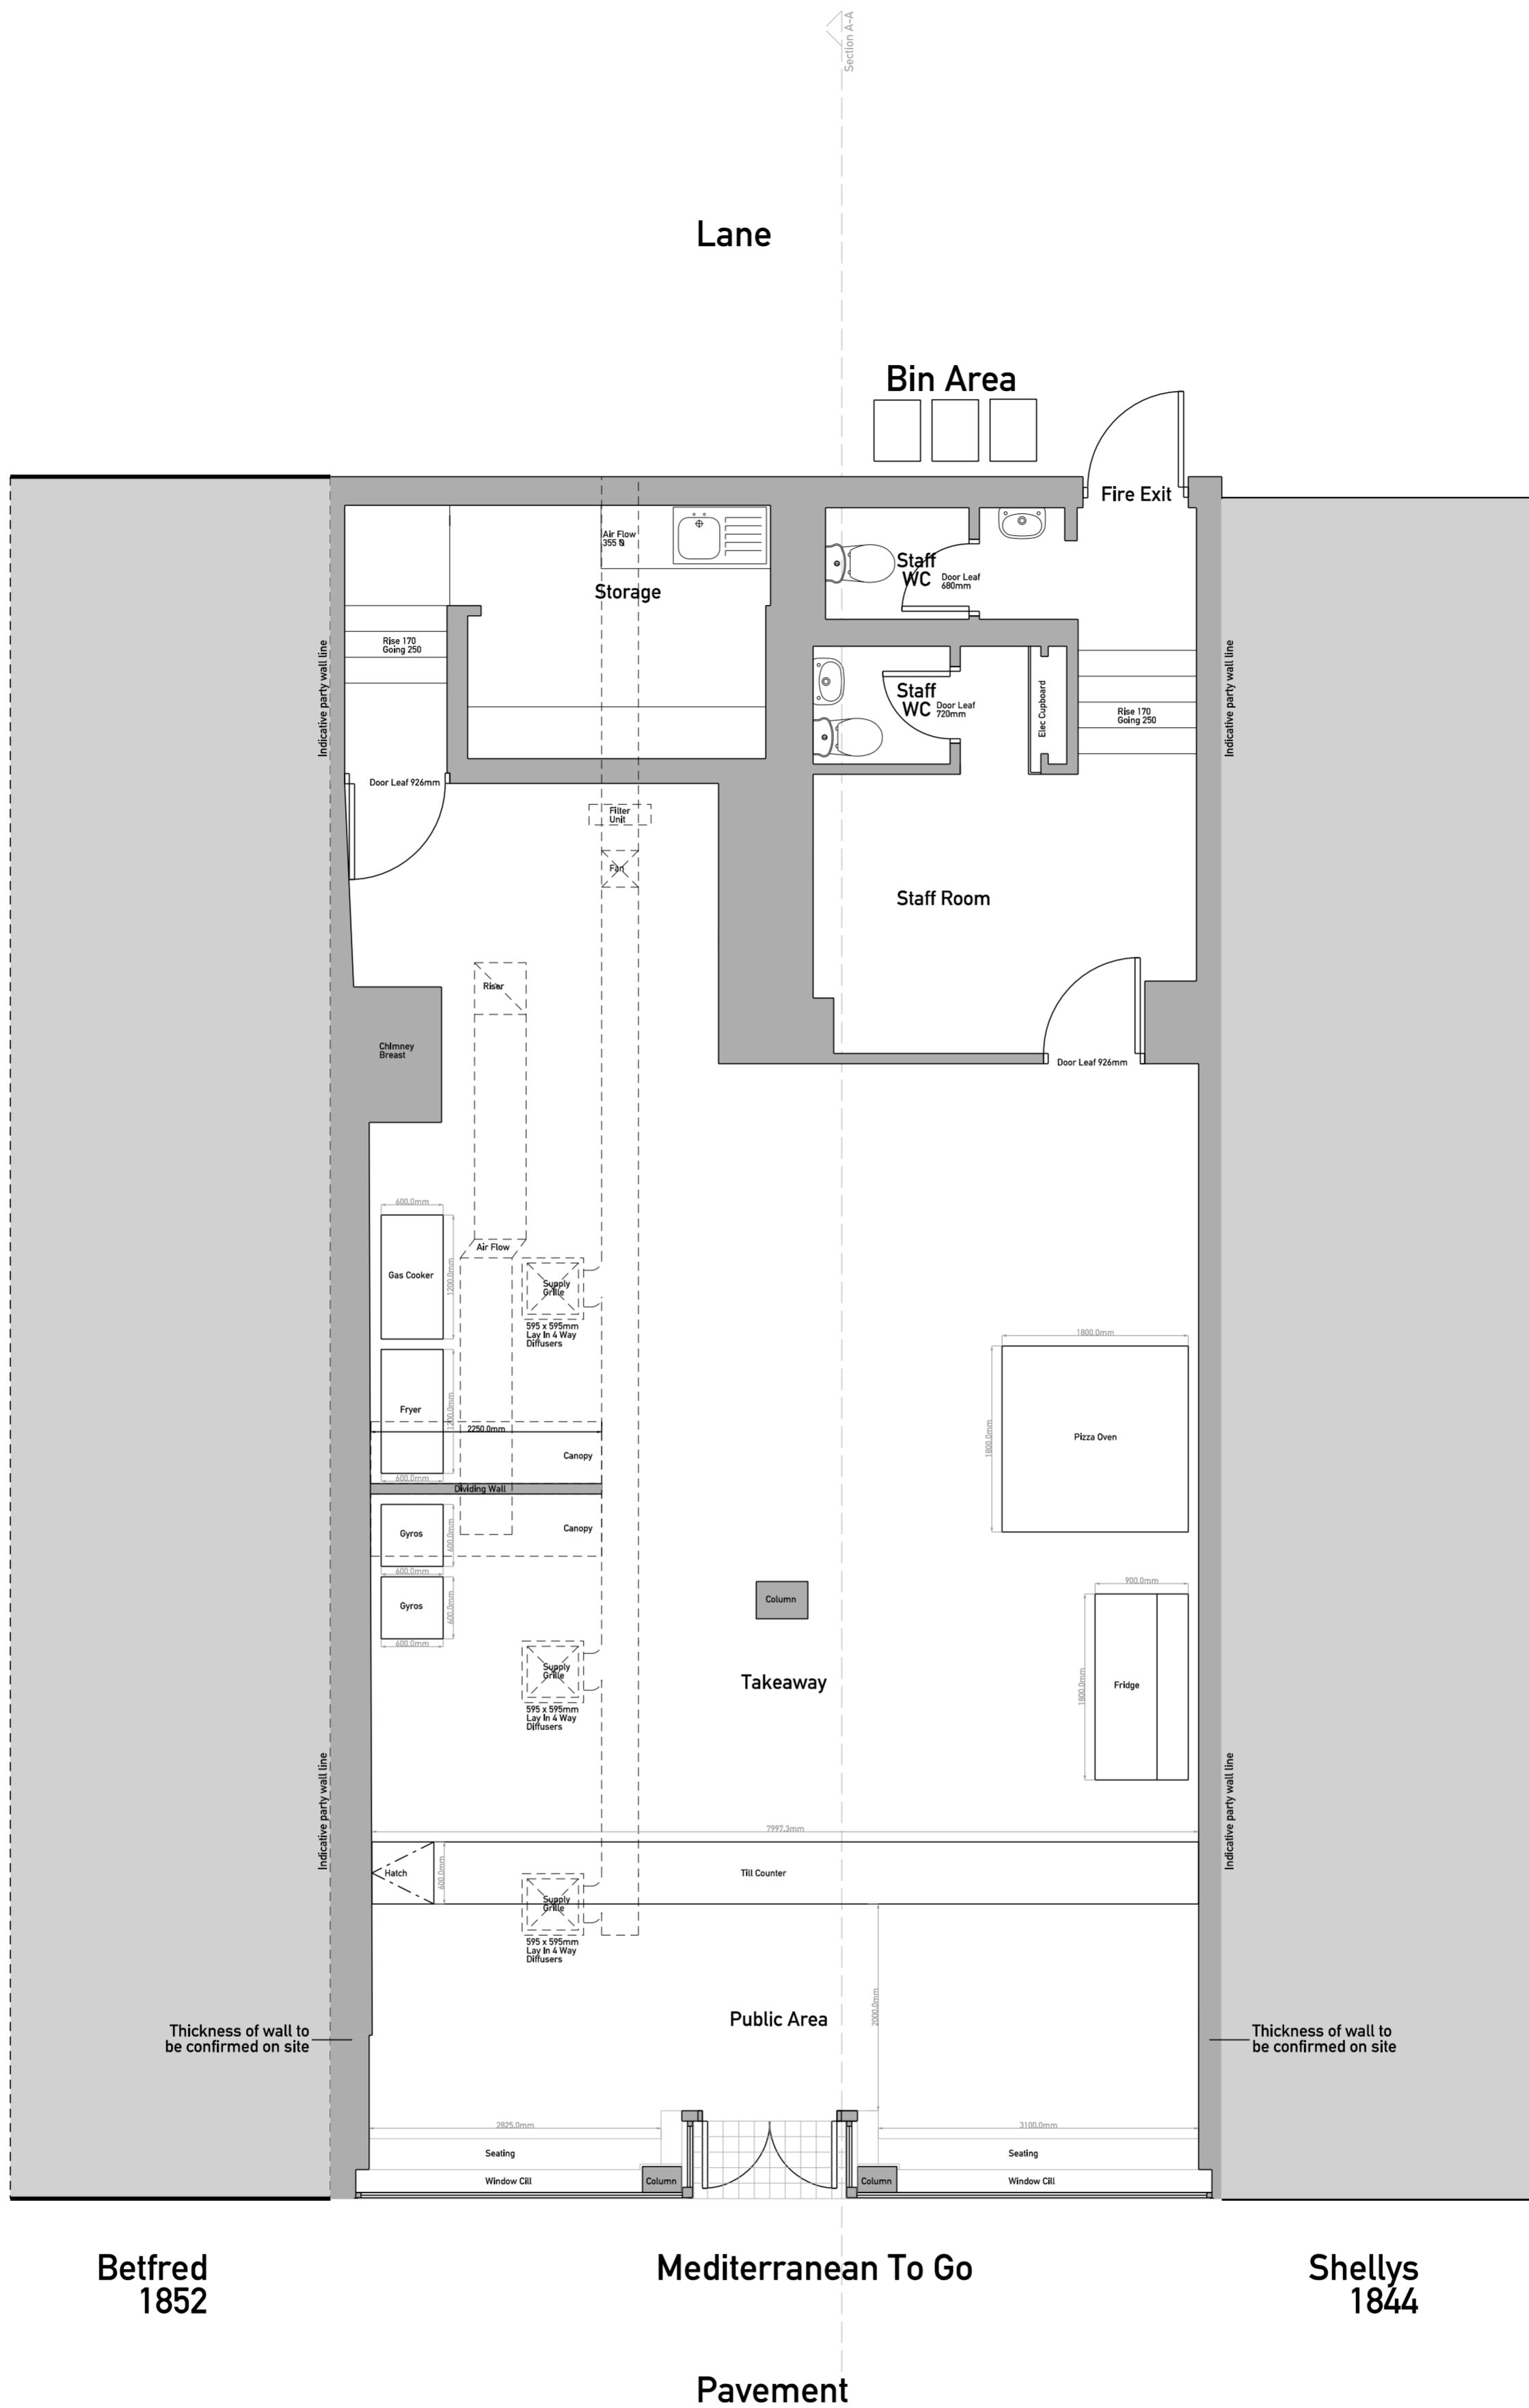 Section A-A
Lane
Bin Area
Fire Exit
Air Flow
355 Ø
Storage
Staff
WC
Door Leaf
680mm
Rise 170
Going 250
Indicative party wall line
Staff
WC
Door Leaf
720mm
Elec Cupboard
Rise 170
Going 250
Indicative party wall line
Door Leaf 926mm
Filter
Unit
Fan
Staff Room
Riser
Chimney
Breast
Door Leaf 926mm
600.0mm
Air Flow
Gas Cooker
1200.0mm
Supply
Grille
595 x 595mm
Lay In 4 Way
Diffusers
1800.0mm
Fryer
1200.0mm
2250.0mm
Canopy
1800.0mm
Pizza Oven
600.0mm
Dividing Wall
Gyros
600.0mm
Canopy
600.0mm
Gyros
600.0mm
600.0mm
Column
900.0mm
Supply
Grille
595 x 595mm
Lay In 4 Way
Diffusers
Takeaway
1800.0mm
Fridge
Indicative party wall line
Indicative party wall line
7997.3mm
Hatch
600.0mm
Till Counter
Supply
Grille
595 x 595mm
Lay In 4 Way
Diffusers
Public Area
2000.0mm
Thickness of wall to
be confirmed on site
Thickness of wall to
be confirmed on site
2825.0mm
3100.0mm
Seating
Seating
Window Cill
Column
Column
Window Cill
Betfred
1852
Mediterranean To Go
Shellys
1844
Pavement